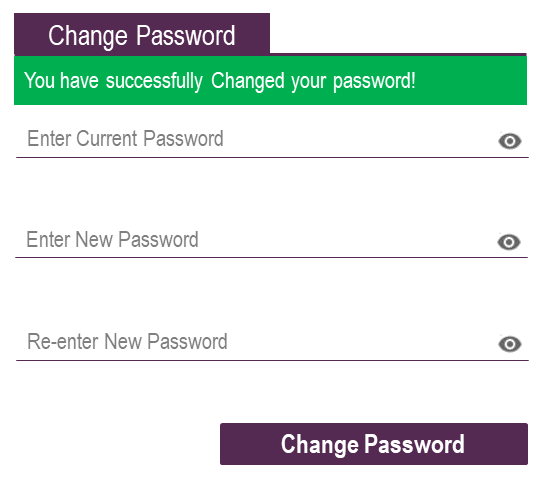 Change Password
You have successfully Changed your password!
Enter Current Password
Enter New Password
Re-enter New Password
Change Password